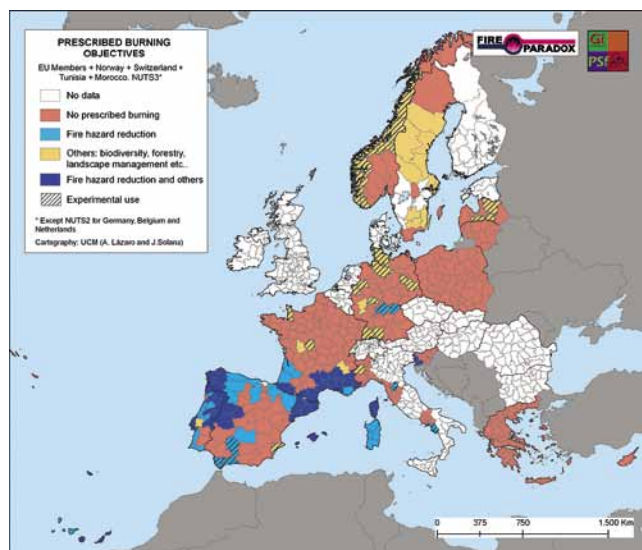 PRESCRIBED BURNING
OBJECTIVES
EU Members + Norway + Switzerland +
Tunisia + Morocco. NUTS3*
No data
No prescribed burning
Fire hazard reduction
Others: biodiversity, forestry,
landscape management etc..
Fire hazard reduction and others
Experimental use
* Except NUTS2 for Germany, Belgium and
Netherlands
Cartography: UCM (A. Lázaro and J.Solana)
FIRE
PARADOX
0 375 750 1.500 Km